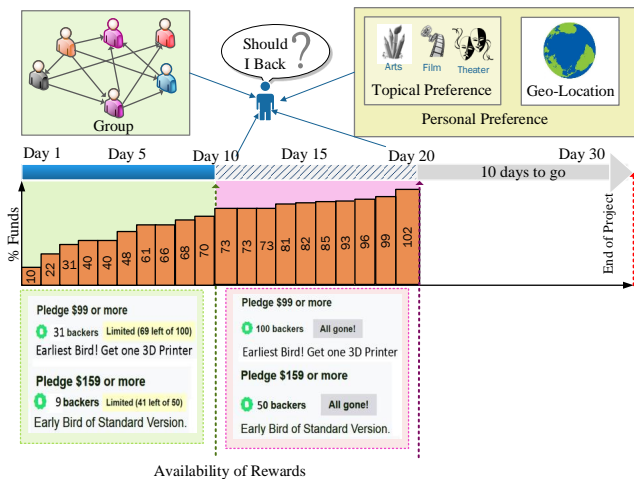 Should
I Back ?
Group
Arts Film Theater
Topical Preference
Geo-Location
Personal Preference
Day 1 Day 5 Day 10 Day 15 Day 20 Day 30
10 days to go
% Funds
10 22 31 40 40 48 61 66 68 70 73 73 73 81 82 85 93 96 99 102
End of Project
Pledge $99 or more
31 backers Limited (69 left of 100)
Earliest Bird! Get one 3D Printer
Pledge $159 or more
9 backers Limited (41 left of 50)
Early Bird of Standard Version.
Pledge $99 or more
100 backers All gone!
Earliest Bird! Get one 3D Printer
Pledge $159 or more
50 backers All gone!
Early Bird of Standard Version.
Availability of Rewards